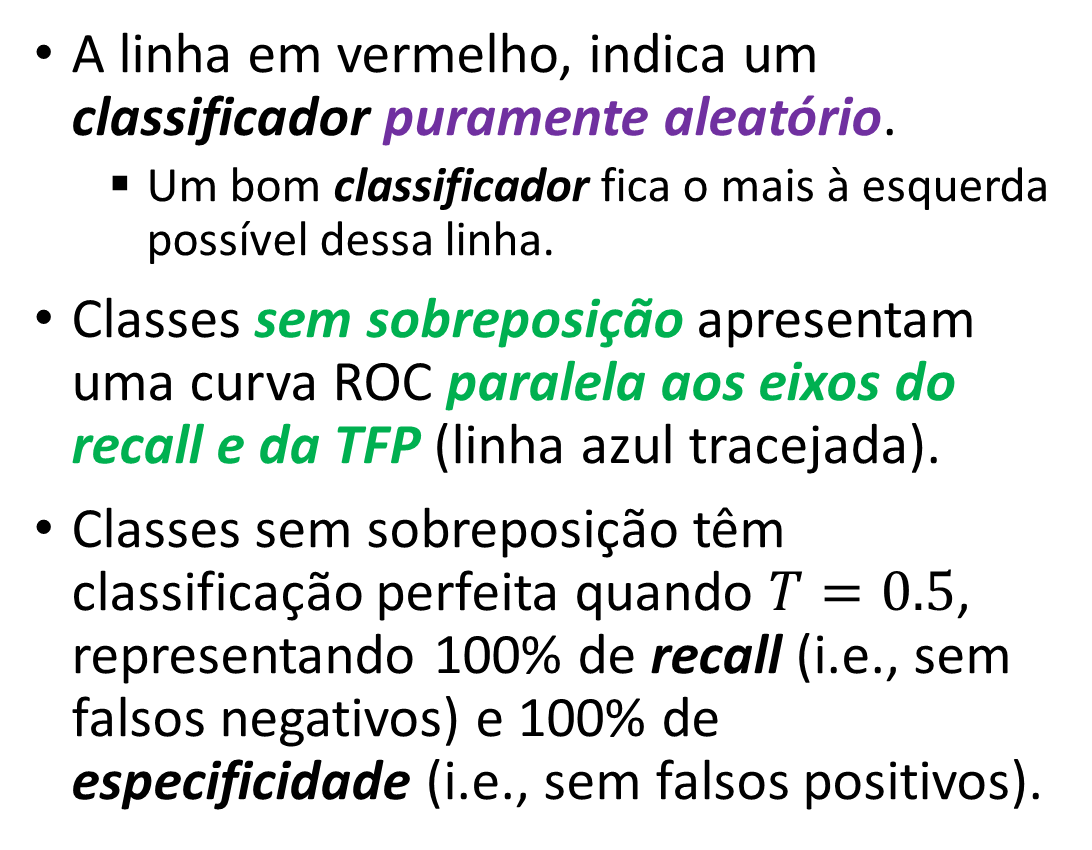 • A linha em vermelho, indica um
classificador puramente aleatório.
▪ Um bom classificador fica o mais à esquerda
possível dessa linha.
• Classes sem sobreposição apresentam
uma curva ROC paralela aos eixos do
recall e da TFP (linha azul tracejada).
• Classes sem sobreposição têm
classificação perfeita quando T = 0.5,
representando 100% de recall (i.e., sem
falsos negativos) e 100% de
especificidade (i.e., sem falsos positivos).